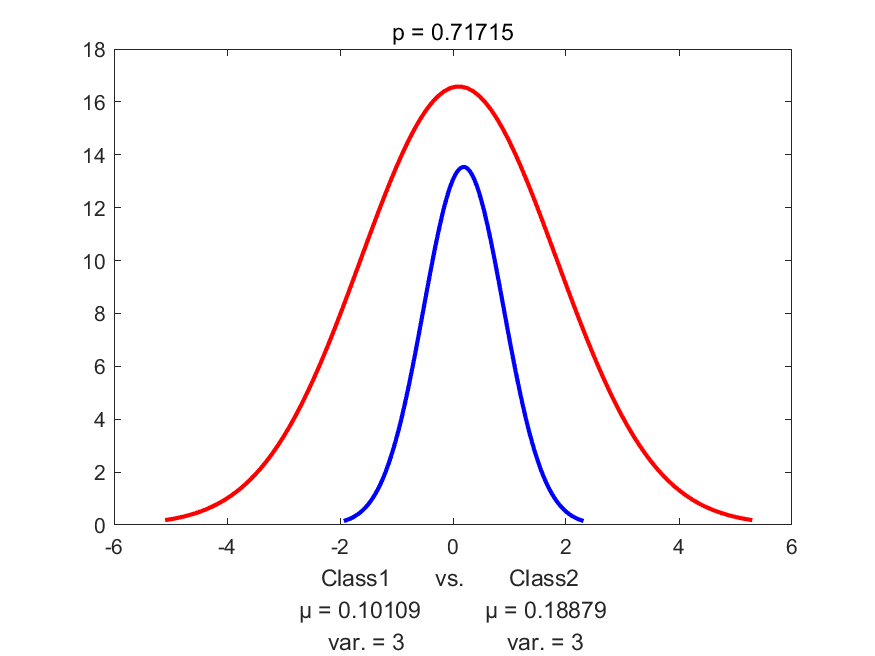 p = 0.71715
18
16
14
12
10
8
6
4
2
0
-6 -4 -2 0 2 4 6
Class1 vs. Class2
μ = 0.10109 μ = 0.18879
var. = 3 var. = 3